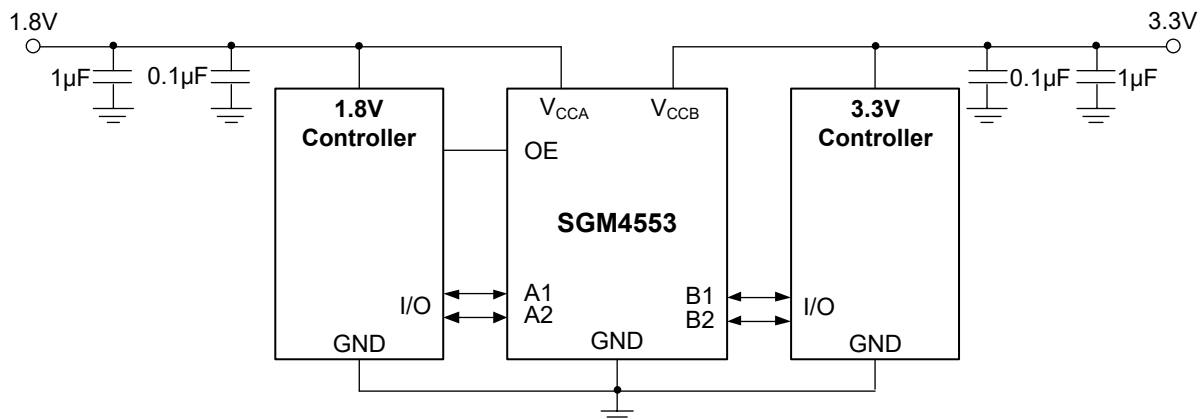 1.8V
3.3V
1µF
0.1µF
0.1µF
1µF
1.8V
Controller
VCCA
VCCB
3.3V
Controller
OE
SGM4553
I/O
A1
A2
B1
B2
I/O
GND
GND
GND